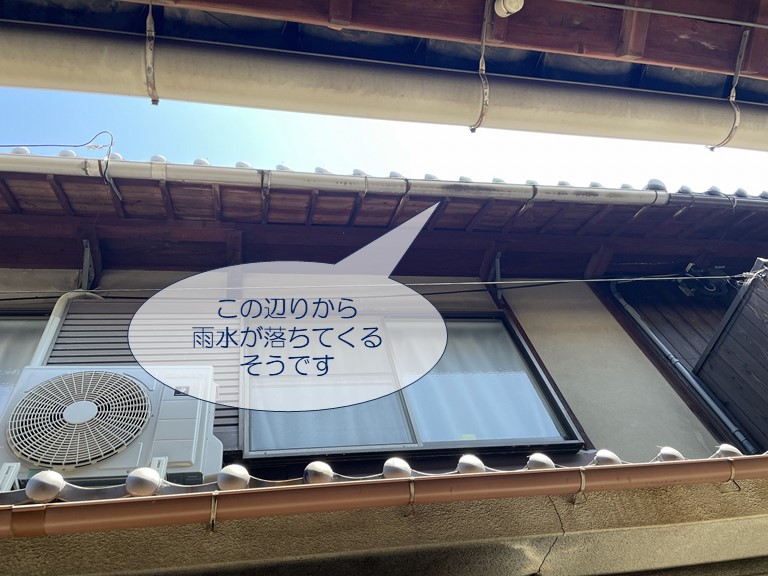 この辺りから
雨水が落ちてくる
そうです